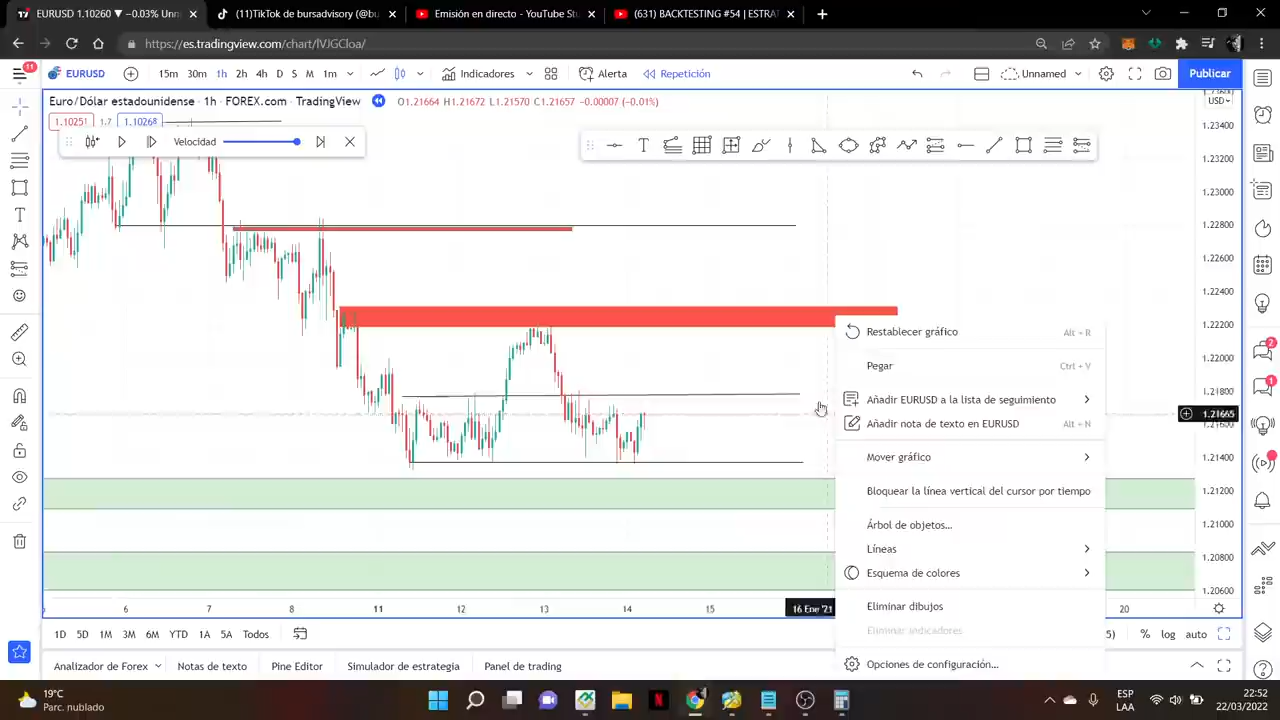 1.10260 ▼ −0.03% Unn
(11)TikTok de bursadvisory (@bu
Emisión en directo - YouTube Stu
(631) BACKTESTING #54 | ESTRAT
https://es.tradingview.com/chart/lVJGCloa/
11
EURUSD
15m 30m 1h 2h 4h D S M 1m
Indicadores
Alerta
Repetición
Unnamed
Publicar
Euro/Dólar estadounidense · 1h · FOREX.com · TradingView
O1.21664 H1.21672 L1.21570 C1.21657 −0.00007 (−0.01%)
USD
1.10251 1.7 1.10268
Velocidad
1.23400
1.23200
1.23000
1.22800
1.22600
1.22400
1.22200
1.22000
1.21800
1.21665
1.21400
1.21200
1.21000
1.20800
1.20600
2
1
Restablecer gráfico Alt + R
Pegar Ctrl + V
Añadir EURUSD a la lista de seguimiento
Añadir nota de texto en EURUSD Alt + N
Mover gráfico
Bloquear la línea vertical del cursor por tiempo
Árbol de objetos...
Líneas
Esquema de colores
Eliminar dibujos
Eliminar indicadores
Opciones de configuración...
6 7 8 11 12 13 14 15 16 Ene '21 20
1D 5D 1M 3M 6M YTD 1A 5A Todos
5) % log auto
Analizador de Forex Notas de texto Pine Editor Simulador de estrategia Panel de trading
19°C
Parc. nublado
ESP
LAA
22:52
22/03/2022